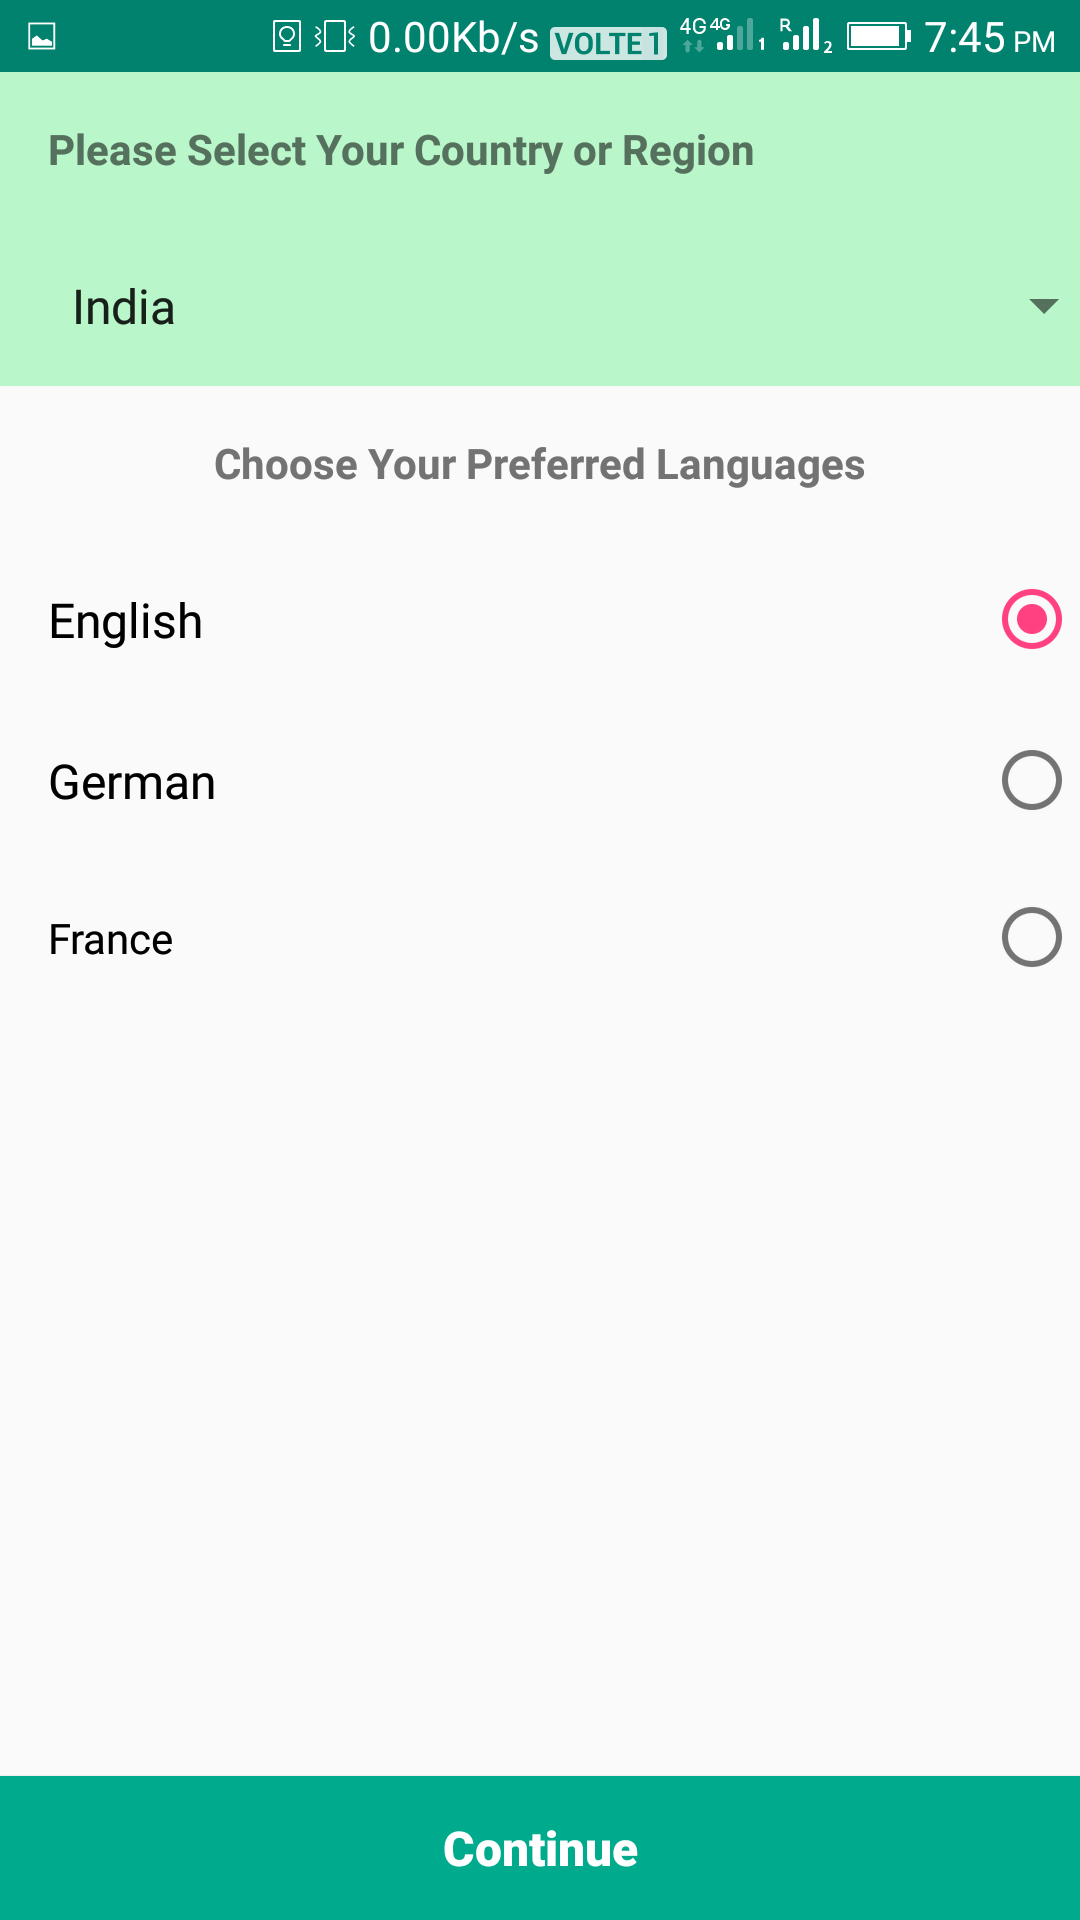 0.00Kb/s VOLTE 1 4G 4G 1 R 2 7:45 PM
Please Select Your Country or Region
India
Choose Your Preferred Languages
English
German
France
Continue